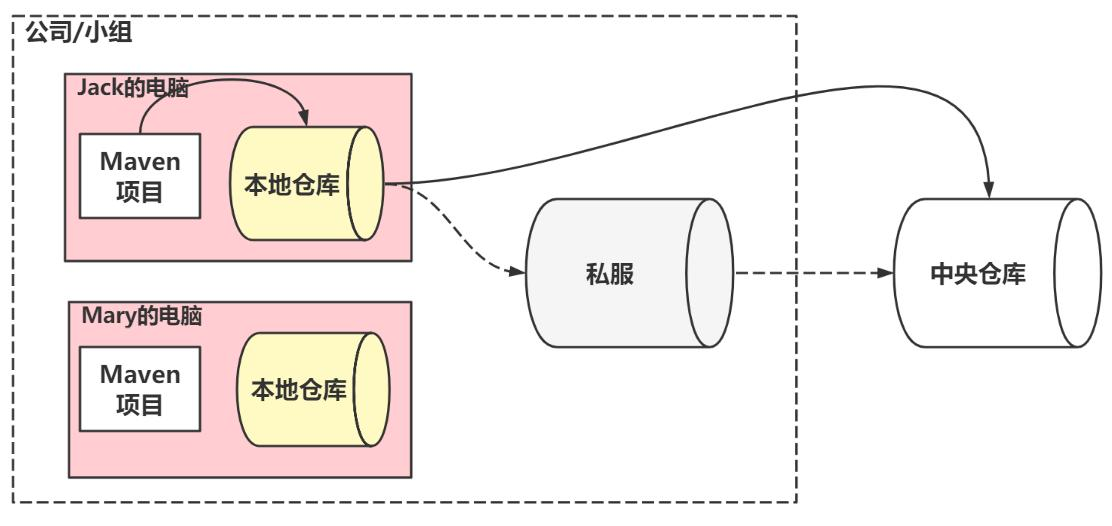 公司/小组
Jack的电脑
Maven
项目
本地仓库
私服
中央仓库
Mary的电脑
Maven
项目
本地仓库